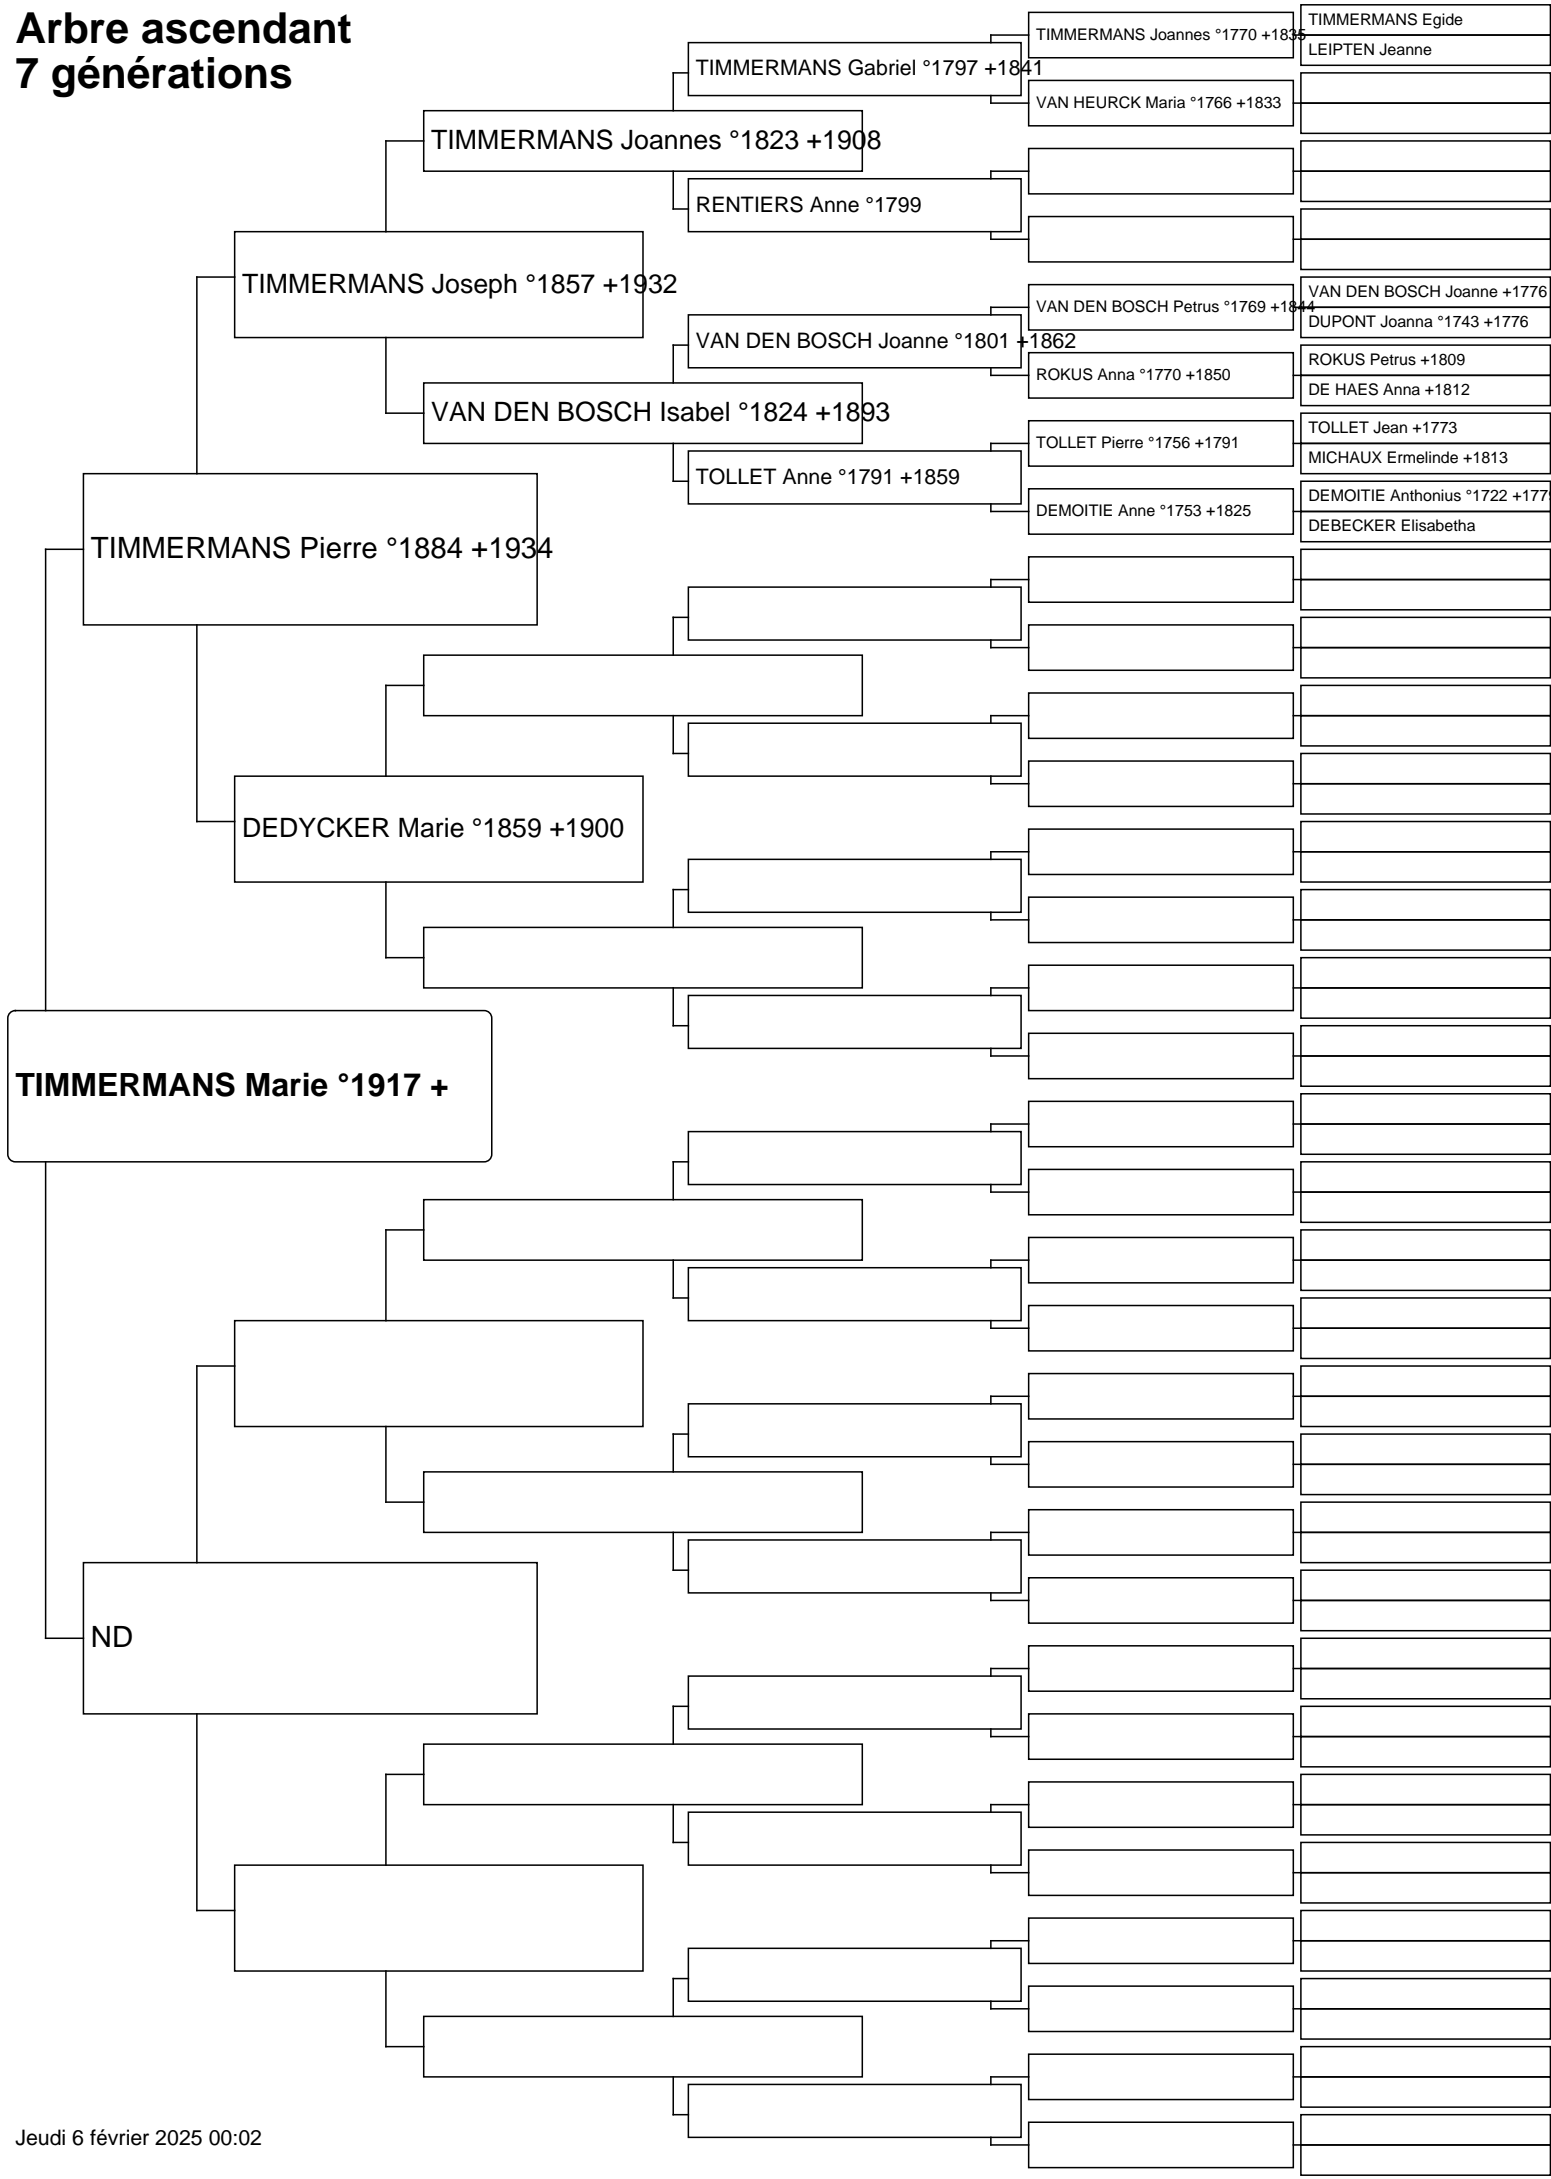 Arbre ascendant
7 générations
TIMMERMANS Marie °1917 +
TIMMERMANS Pierre °1884 +1934
ND
TIMMERMANS Joseph °1857 +1932
DEDYCKER Marie °1859 +1900
TIMMERMANS Joannes °1823 +1908
VAN DEN BOSCH Isabel °1824 +1893
TIMMERMANS Gabriel °1797 +1841
RENTIERS Anne °1799
VAN DEN BOSCH Joanne °1801 +1862
TOLLET Anne °1791 +1859
TIMMERMANS Joannes °1770 +1835
VAN HEURCK Maria °1766 +1833
VAN DEN BOSCH Petrus °1769 +1844
ROKUS Anna °1770 +1850
TOLLET Pierre °1756 +1791
DEMOITIE Anne °1753 +1825
TIMMERMANS Egide
LEIPTEN Jeanne
VAN DEN BOSCH Joanne +1776
DUPONT Joanna °1743 +1776
ROKUS Petrus +1809
DE HAES Anna +1812
TOLLET Jean +1773
MICHAUX Ermelinde +1813
DEMOITIE Anthonius °1722
DEBECKER Elisabetha
Jeudi 6 février 2025 00:02